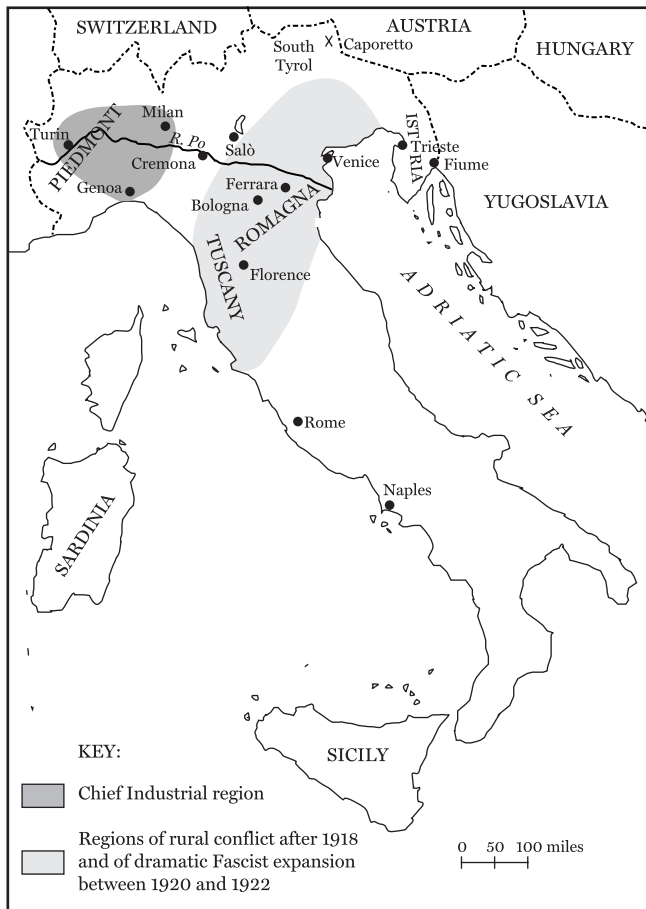 SWITZERLAND
AUSTRIA
HUNGARY
South
Tyrol
X Caporetto
Milan
Turin
PIEDMONT
R. Po
Cremona
Salò
Genoa
Venice
ISTRIA
Trieste
Fiume
Ferrara
Bologna
ROMAGNA
YUGOSLAVIA
TUSCANY
Florence
ADRIATIC SEA
Rome
Naples
SARDINIA
SICILY
KEY:
Chief Industrial region
Regions of rural conflict after 1918
and of dramatic Fascist expansion
between 1920 and 1922
0 50 100 miles